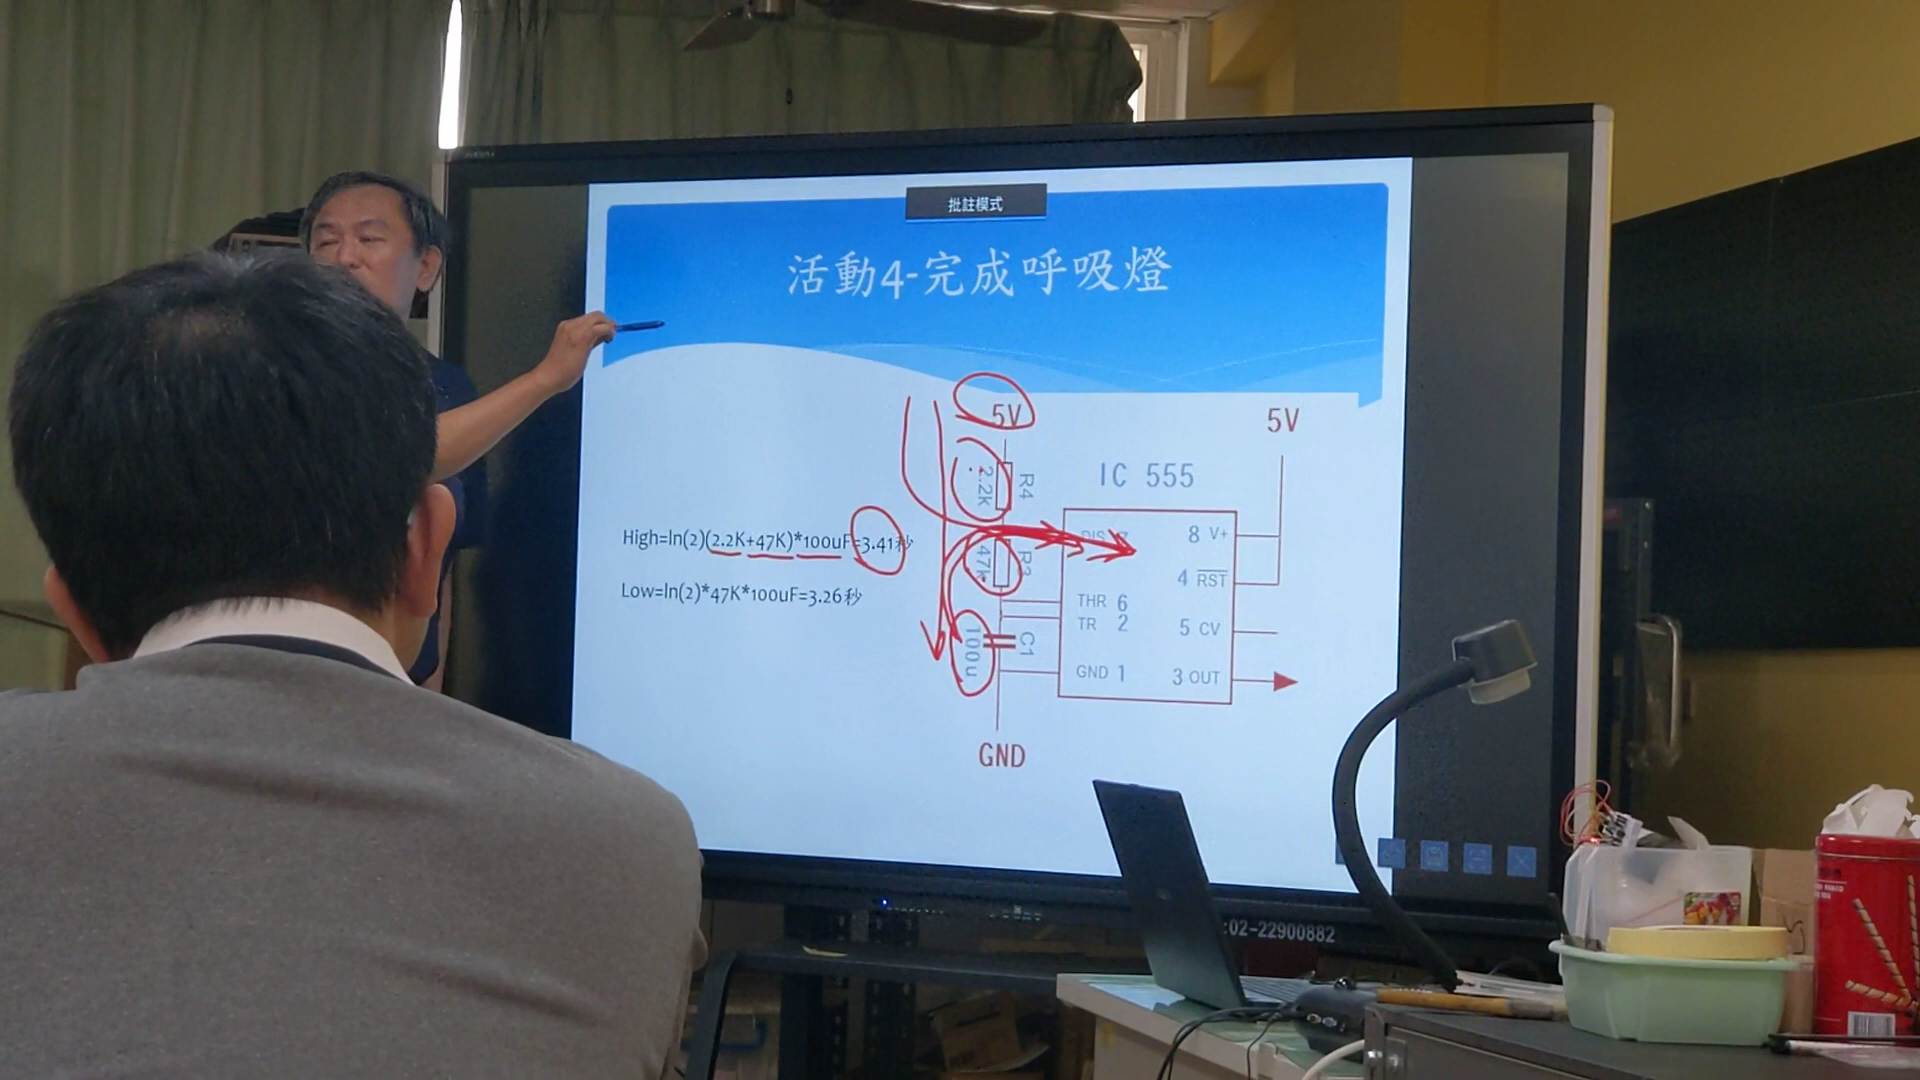 批註模式
活動4-完成呼吸燈
5V
5V
2.2k
R4
IC 555
High=ln(2)(2.2K+47K)*100uF=3.41秒
DIS 7
8 V+
47k
R3
4 RST
Low=ln(2)*47K*100uF=3.26秒
THR 6
TR 2
5 CV
100u
C1
GND 1
3 OUT
GND
:02-22900882